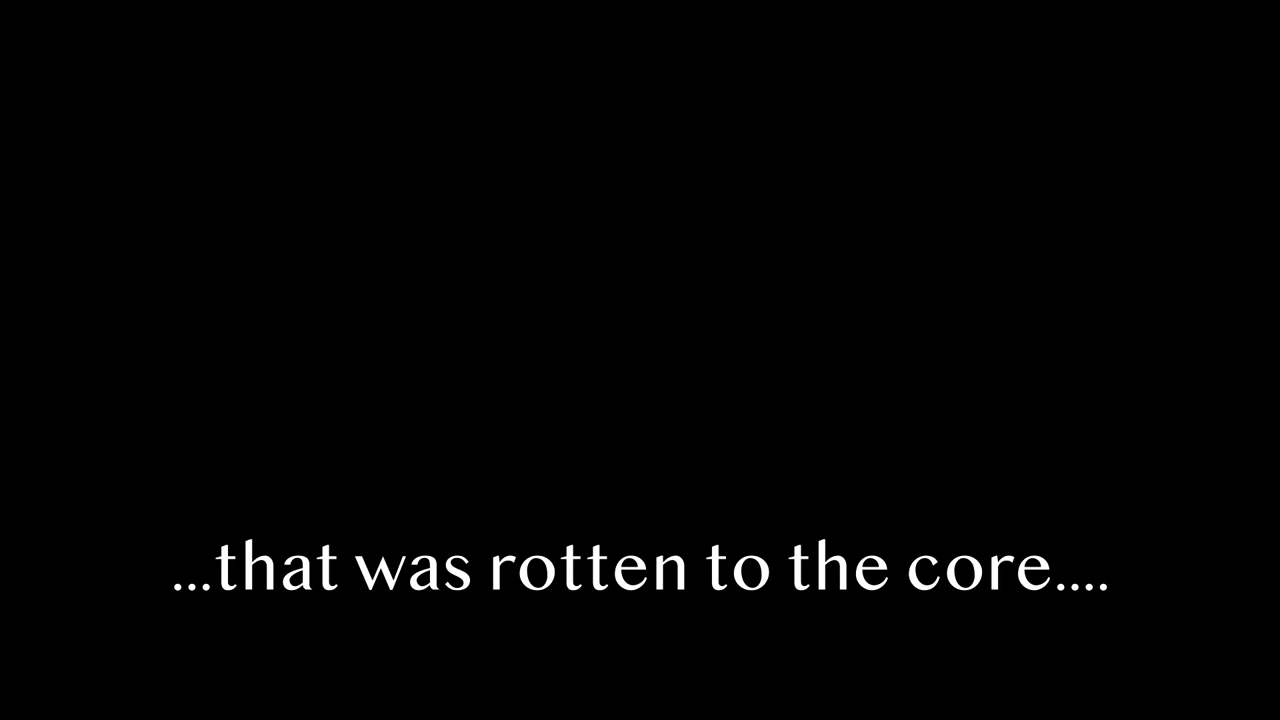 ...that was rotten to the core....